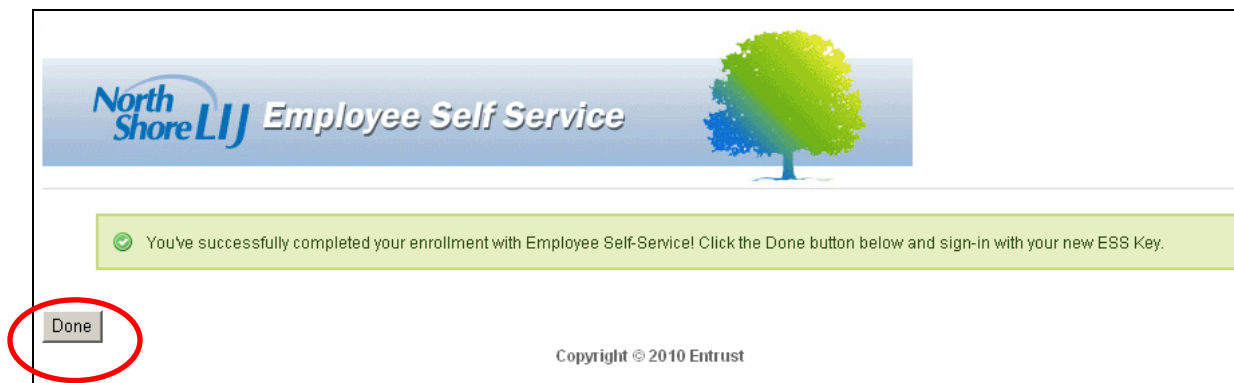 North
Shore LIJ Employee Self Service
You've successfully completed your enrollment with Employee Self-Service! Click the Done button below and sign-in with your new ESS Key.
Done
Copyright © 2010 Entrust